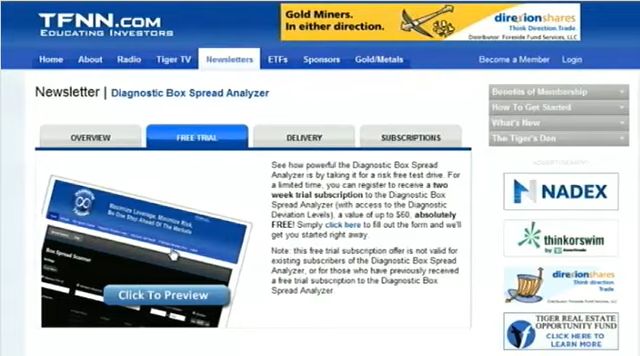 TFNN.COM
EDUCATING INVESTORS
Gold Miners.
In either direction.
direxionshares
Think Direction. Trade.
Distributor: Foreside Fund Services, LLC
Home About Radio Tiger TV Newsletters ETFs Sponsors Gold/Metals Become a Member Login
Newsletter | Diagnostic Box Spread Analyzer
Benefits of Membership
How To Get Started
What's New
The Tiger's Den
OVERVIEW FREE TRIAL DELIVERY SUBSCRIPTIONS
ADVERTISEMENT
See how powerful the Diagnostic Box Spread
Analyzer is by taking it for a risk free test drive. For
a limited time, you can register to receive a two
week trial subscription to the Diagnostic Box
Spread Analyzer (with access to the Diagnostic
Deviation Levels), a value of up to $60, absolutely
FREE! Simply click here to fill out the form and we'll
get you started right away.
Note: this free trial subscription offer is not valid for
existing subscribers of the Diagnostic Box Spread
Analyzer, or for those who have previously received
a free trial subscription to the Diagnostic Box
Spread Analyzer.
Maximize Leverage, Minimize Risk,
Be One Step Ahead Of The Markets
Box Spread Scanner
Click To Preview
NADEX
thinkorswim
direxionshares
Think direction.
Trade.
TIGER REAL ESTATE
OPPORTUNITY FUND
CLICK HERE TO
LEARN MORE